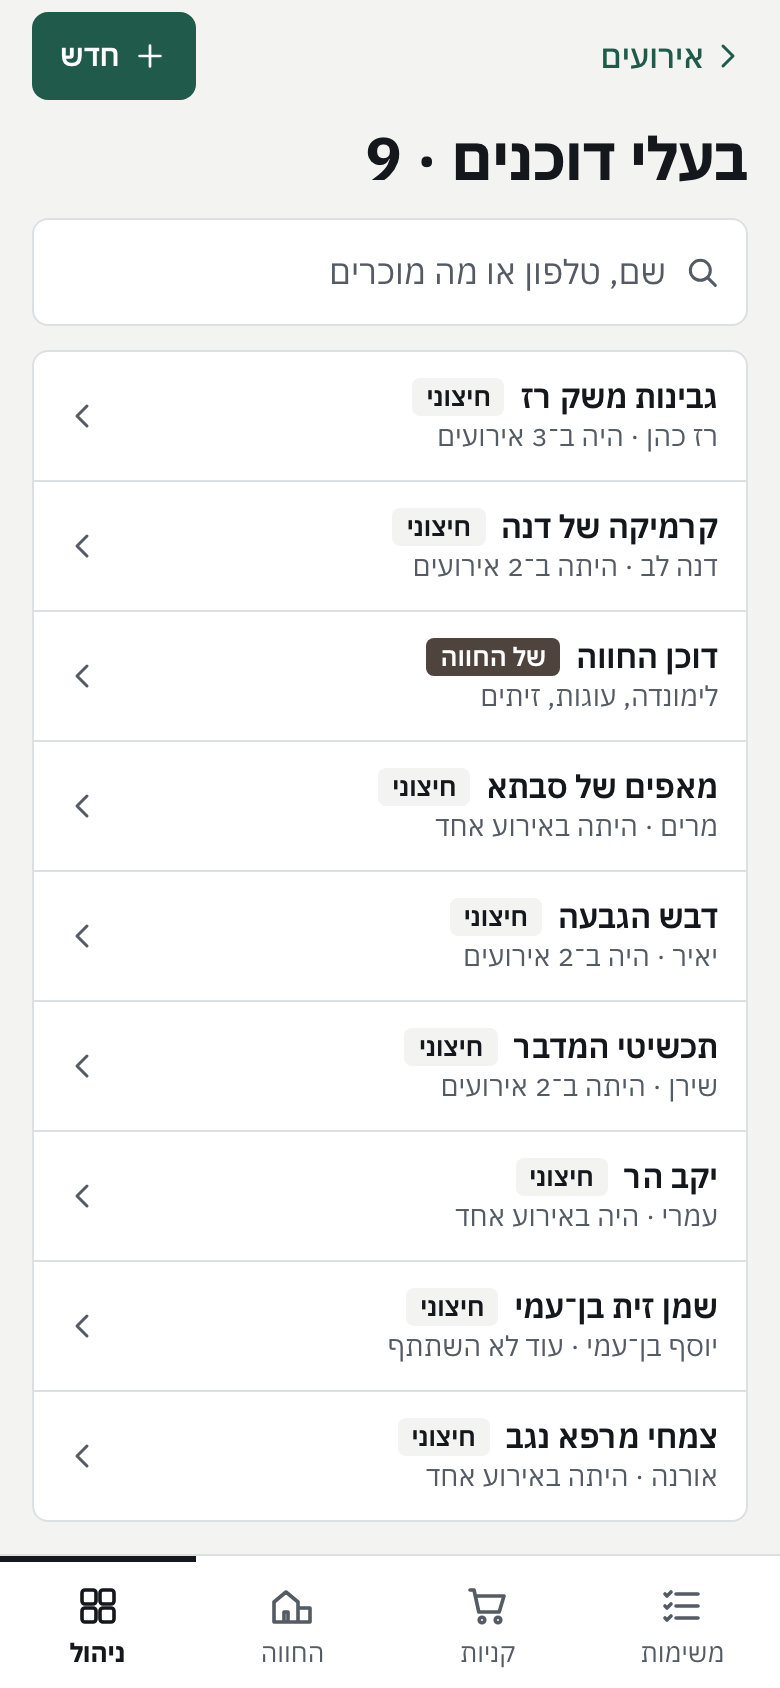 אירועים
חדש
בעלי דוכנים · 9
שם, טלפון או מה מוכרים
גבינות משק רז חיצוני
רז כהן · היה ב־3 אירועים
קרמיקה של דנה חיצוני
דנה לב · היתה ב־2 אירועים
דוכן החווה של החווה
לימונדה, עוגות, זיתים
מאפים של סבתא חיצוני
מרים · היתה באירוע אחד
דבש הגבעה חיצוני
יאיר · היה ב־2 אירועים
תכשיטי המדבר חיצוני
שירן · היתה ב־2 אירועים
יקב הר חיצוני
עמרי · היה באירוע אחד
שמן זית בן־עמי חיצוני
יוסף בן־עמי · עוד לא השתתף
צמחי מרפא נגב חיצוני
אורנה · היתה באירוע אחד
משימות
קניות
החווה
ניהול